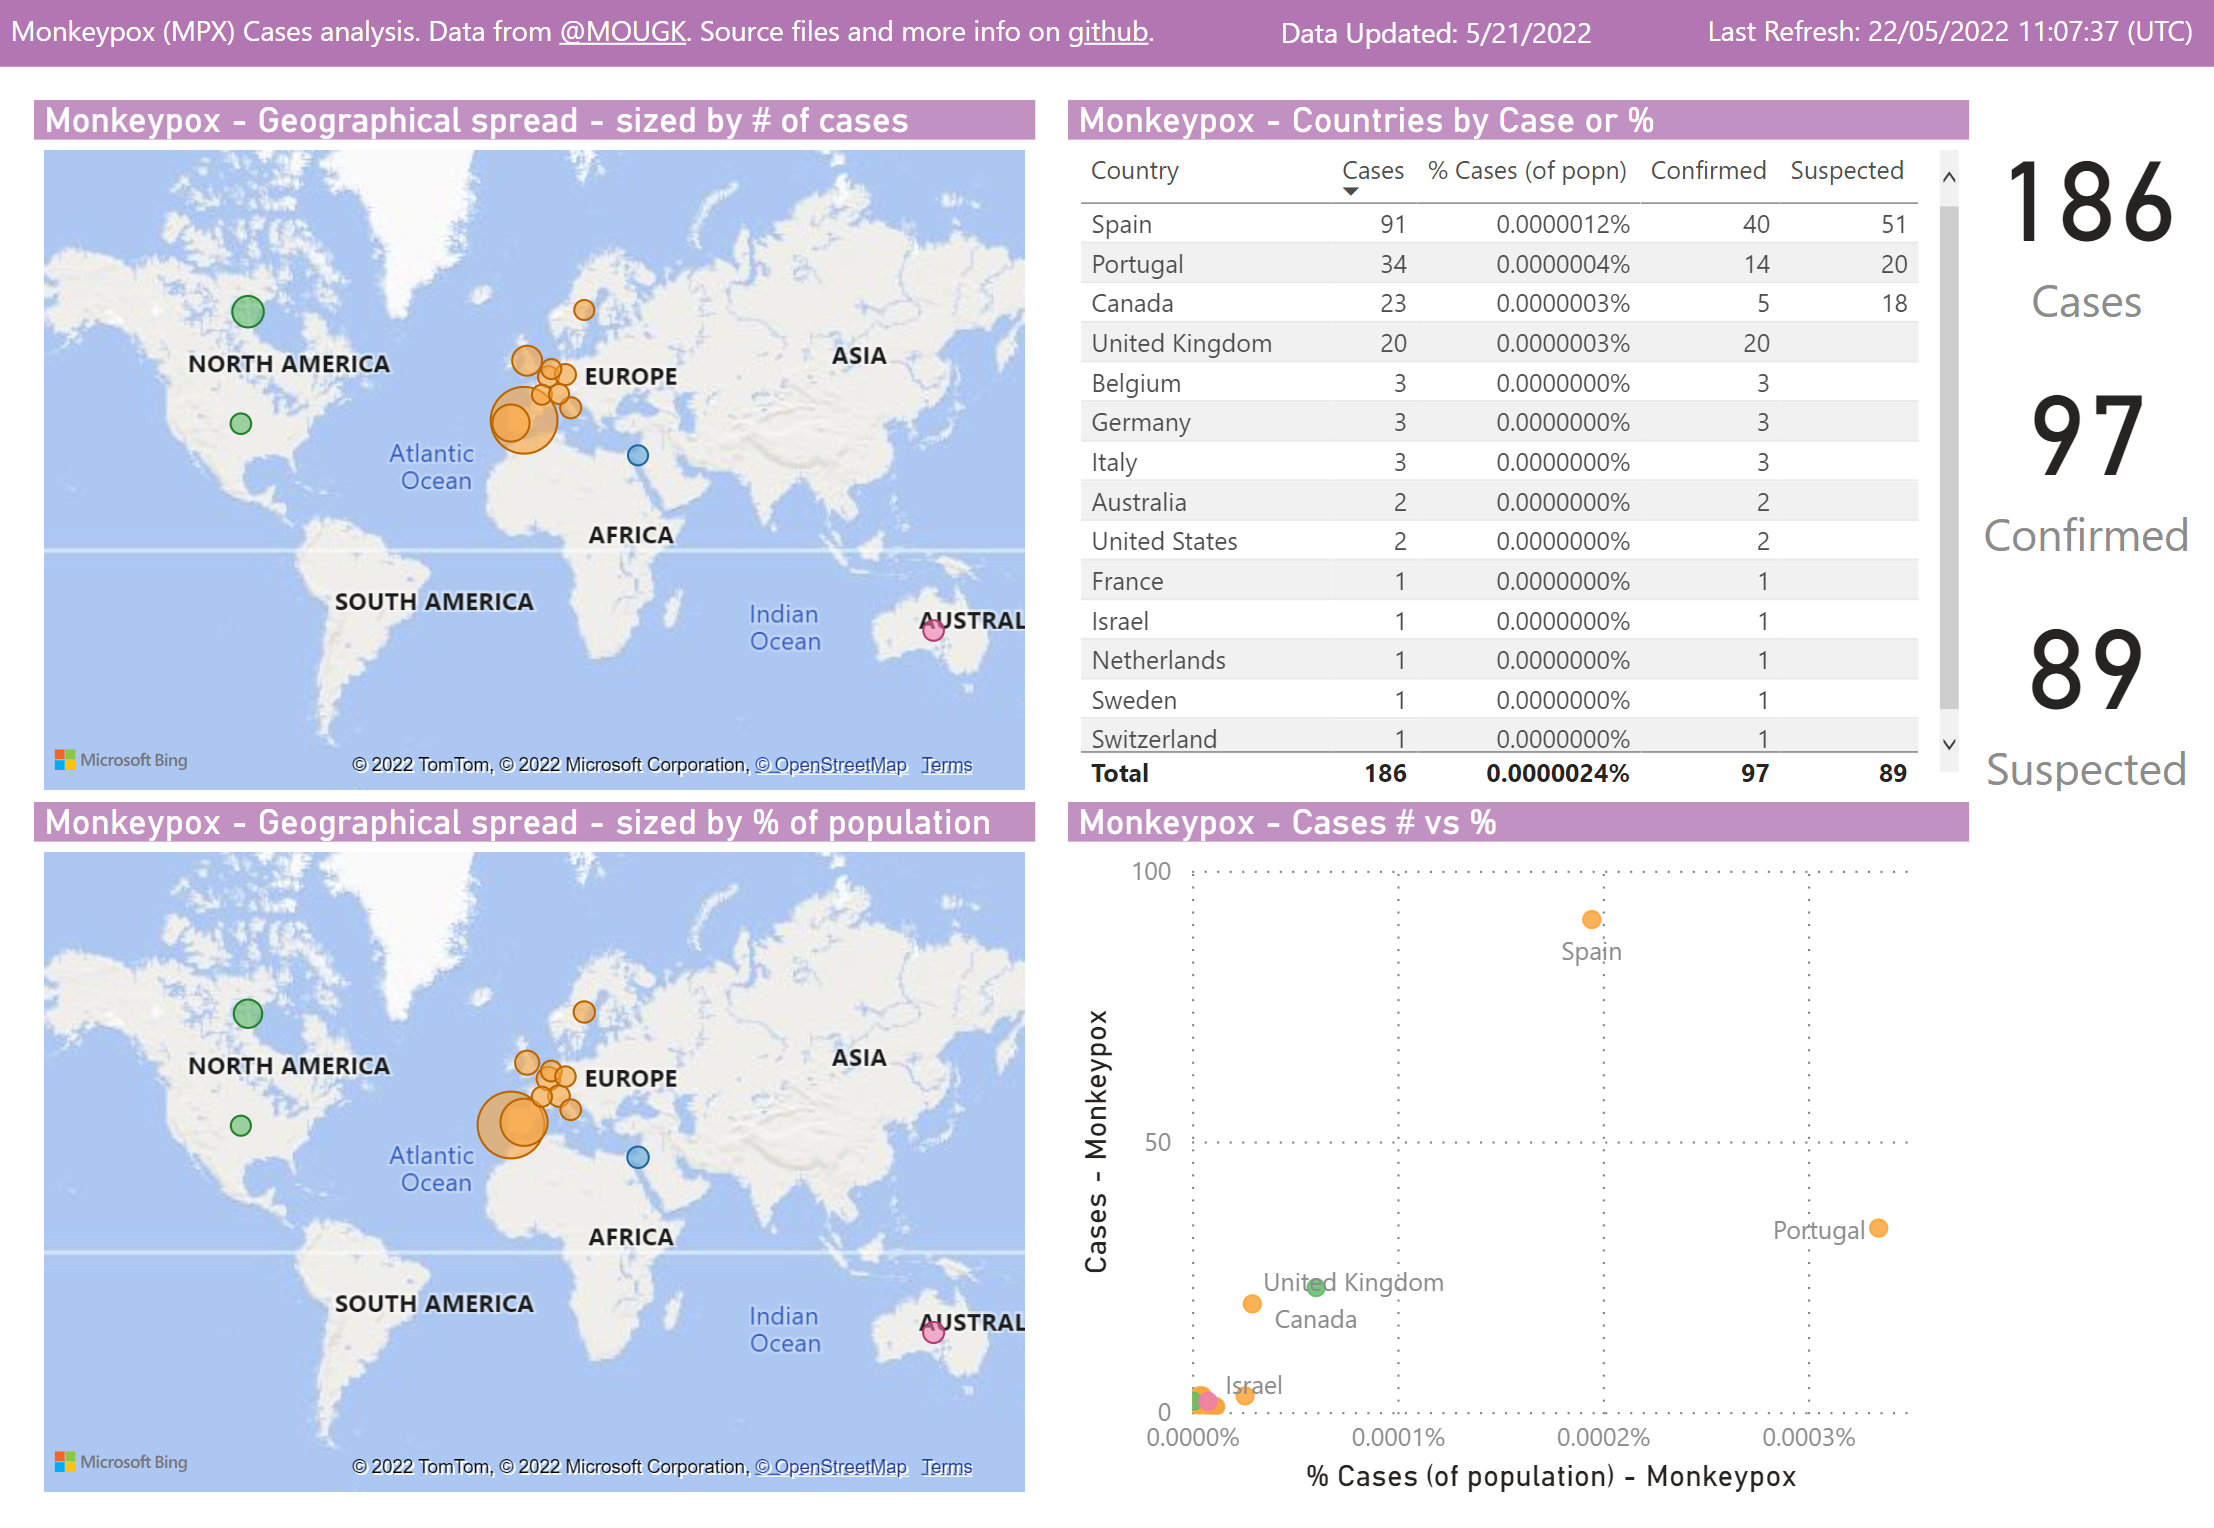 Monkeypox (MPX) Cases analysis. Data from @MOUGK. Source files and more info on github.
Data Updated: 5/21/2022
Last Refresh: 22/05/2022 11:07:37 (UTC)
Monkeypox - Geographical spread - sized by # of cases
NORTH AMERICA
EUROPE
ASIA
Atlantic
Ocean
AFRICA
SOUTH AMERICA
Indian
Ocean
AUSTRAL
Microsoft Bing
© 2022 TomTom, © 2022 Microsoft Corporation, © OpenStreetMap Terms
Monkeypox - Countries by Case or %
Country Cases % Cases (of popn) Confirmed Suspected
Spain 91 0.0000012% 40 51
Portugal 34 0.0000004% 14 20
Canada 23 0.0000003% 5 18
United Kingdom 20 0.0000003% 20
Belgium 3 0.0000000% 3
Germany 3 0.0000000% 3
Italy 3 0.0000000% 3
Australia 2 0.0000000% 2
United States 2 0.0000000% 2
France 1 0.0000000% 1
Israel 1 0.0000000% 1
Netherlands 1 0.0000000% 1
Sweden 1 0.0000000% 1
Switzerland 1 0.0000000% 1
Total 186 0.0000024% 97 89
186
Cases
97
Confirmed
89
Suspected
Monkeypox - Geographical spread - sized by % of population
NORTH AMERICA
EUROPE
ASIA
Atlantic
Ocean
AFRICA
SOUTH AMERICA
Indian
Ocean
AUSTRAL
Microsoft Bing
© 2022 TomTom, © 2022 Microsoft Corporation, © OpenStreetMap Terms
Monkeypox - Cases # vs %
Cases - Monkeypox
100
50
0
Spain
Portugal
United Kingdom
Canada
Israel
0.0000% 0.0001% 0.0002% 0.0003%
% Cases (of population) - Monkeypox